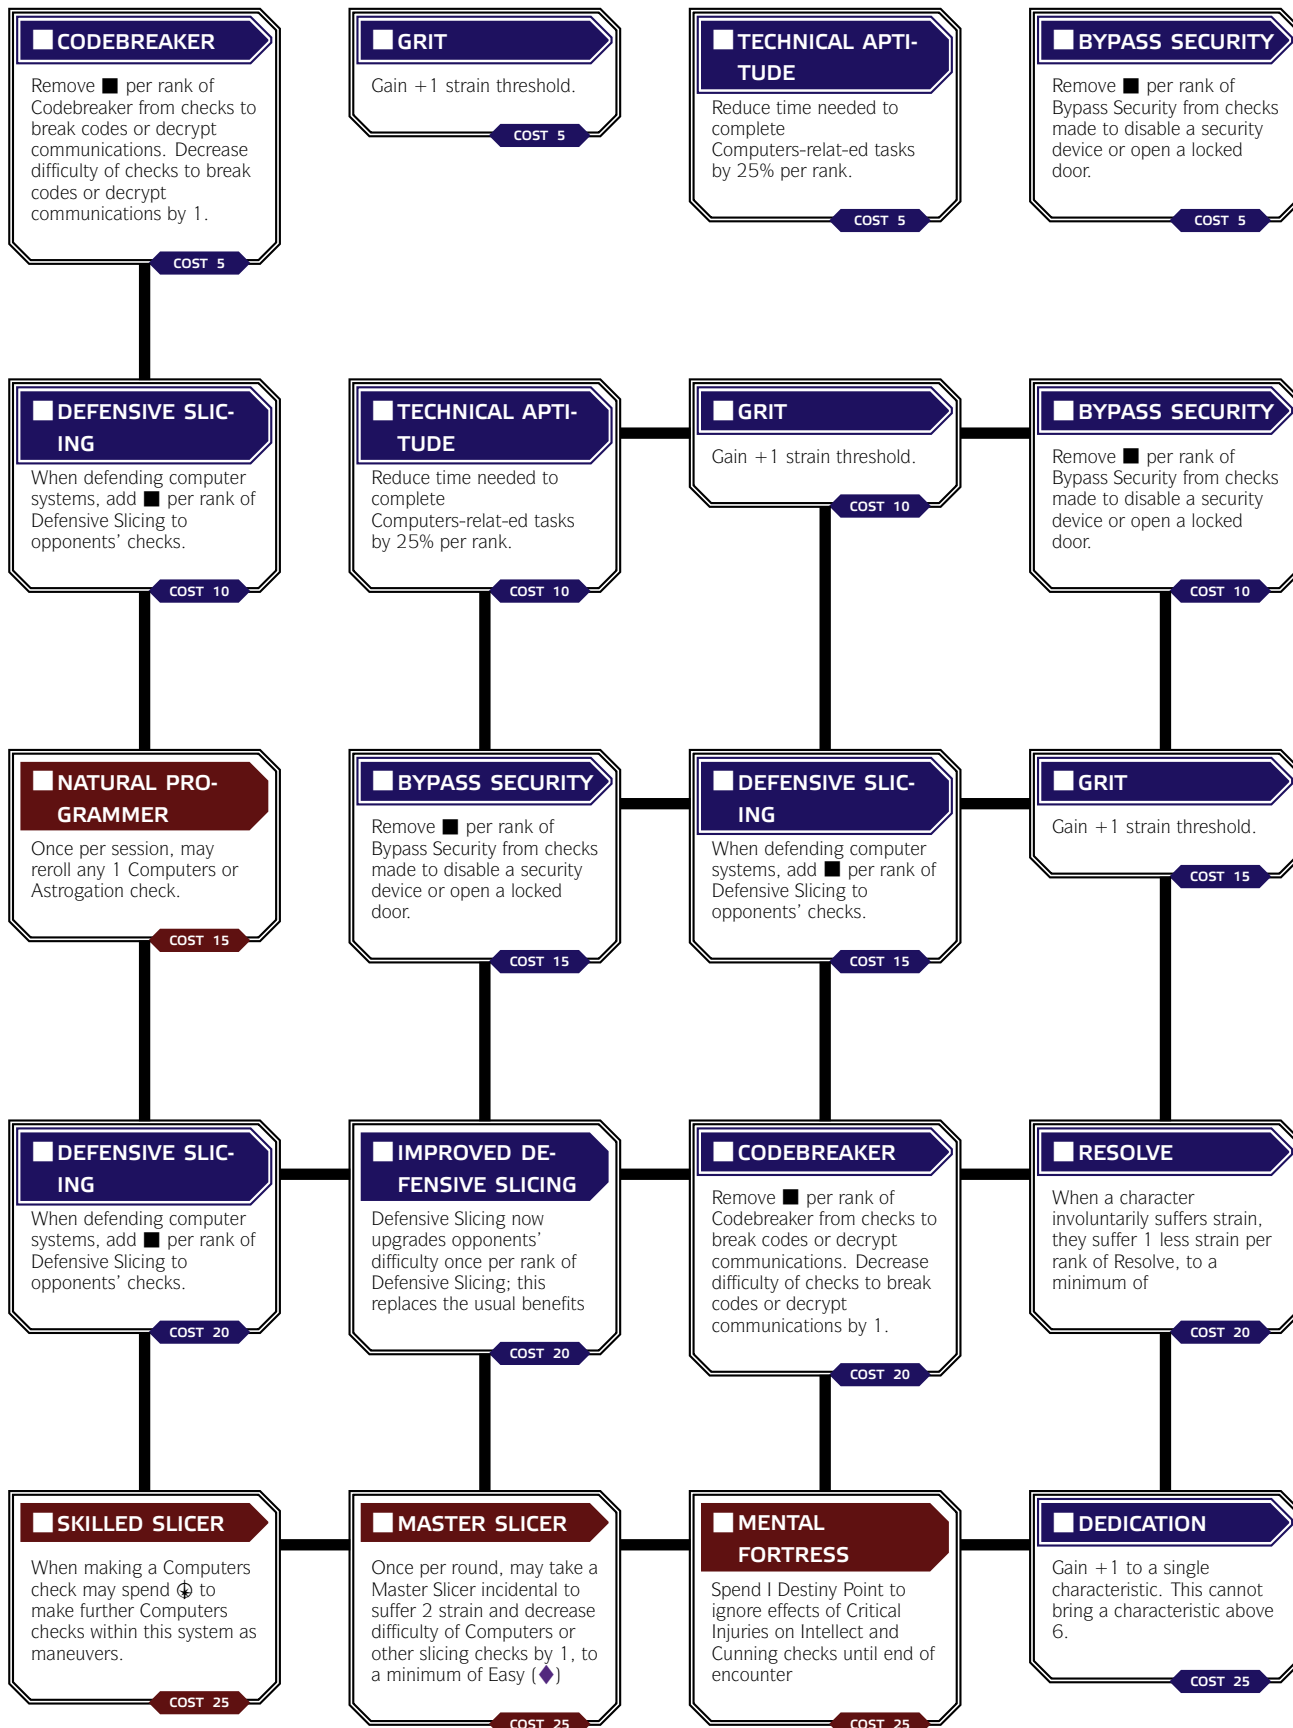 CODEBREAKER
Remove ■ per rank of
Codebreaker from checks to
break codes or decrypt
communications. Decrease
difficulty of checks to break
codes or decrypt
communications by 1.
COST 5
GRIT
Gain +1 strain threshold.
COST 5
TECHNICAL APTI-
TUDE
Reduce time needed to
complete
Computers-relat-ed tasks
by 25% per rank.
COST 5
BYPASS SECURITY
Remove ■ per rank of
Bypass Security from checks
made to disable a security
device or open a locked
door.
COST 5
DEFENSIVE SLIC-
ING
When defending computer
systems, add ■ per rank of
Defensive Slicing to
opponents' checks.
COST 10
TECHNICAL APTI-
TUDE
Reduce time needed to
complete
Computers-relat-ed tasks
by 25% per rank.
COST 10
GRIT
Gain +1 strain threshold.
COST 10
BYPASS SECURITY
Remove ■ per rank of
Bypass Security from checks
made to disable a security
device or open a locked
door.
COST 10
NATURAL PRO-
GRAMMER
Once per session, may
reroll any 1 Computers or
Astrogation check.
COST 15
BYPASS SECURITY
Remove ■ per rank of
Bypass Security from checks
made to disable a security
device or open a locked
door.
COST 15
DEFENSIVE SLIC-
ING
When defending computer
systems, add ■ per rank of
Defensive Slicing to
opponents' checks.
COST 15
GRIT
Gain +1 strain threshold.
COST 15
DEFENSIVE SLIC-
ING
When defending computer
systems, add ■ per rank of
Defensive Slicing to
opponents' checks.
COST 20
IMPROVED DE-
FENSIVE SLICING
Defensive Slicing now
upgrades opponents'
difficulty once per rank of
Defensive Slicing; this
replaces the usual benefits
COST 20
CODEBREAKER
Remove ■ per rank of
Codebreaker from checks to
break codes or decrypt
communications. Decrease
difficulty of checks to break
codes or decrypt
communications by 1.
COST 20
RESOLVE
When a character
involuntarily suffers strain,
they suffer 1 less strain per
rank of Resolve, to a
minimum of
COST 20
SKILLED SLICER
When making a Computers
check may spend to
make further Computers
checks within this system as
maneuvers.
COST 25
MASTER SLICER
Once per round, may take a
Master Slicer incidental to
suffer 2 strain and decrease
difficulty of Computers or
other slicing checks by 1, to
a minimum of Easy (◆)
COST 25
MENTAL
FORTRESS
Spend I Destiny Point to
ignore effects of Critical
Injuries on Intellect and
Cunning checks until end of
encounter
COST 25
DEDICATION
Gain +1 to a single
characteristic. This cannot
bring a characteristic above
6.
COST 25